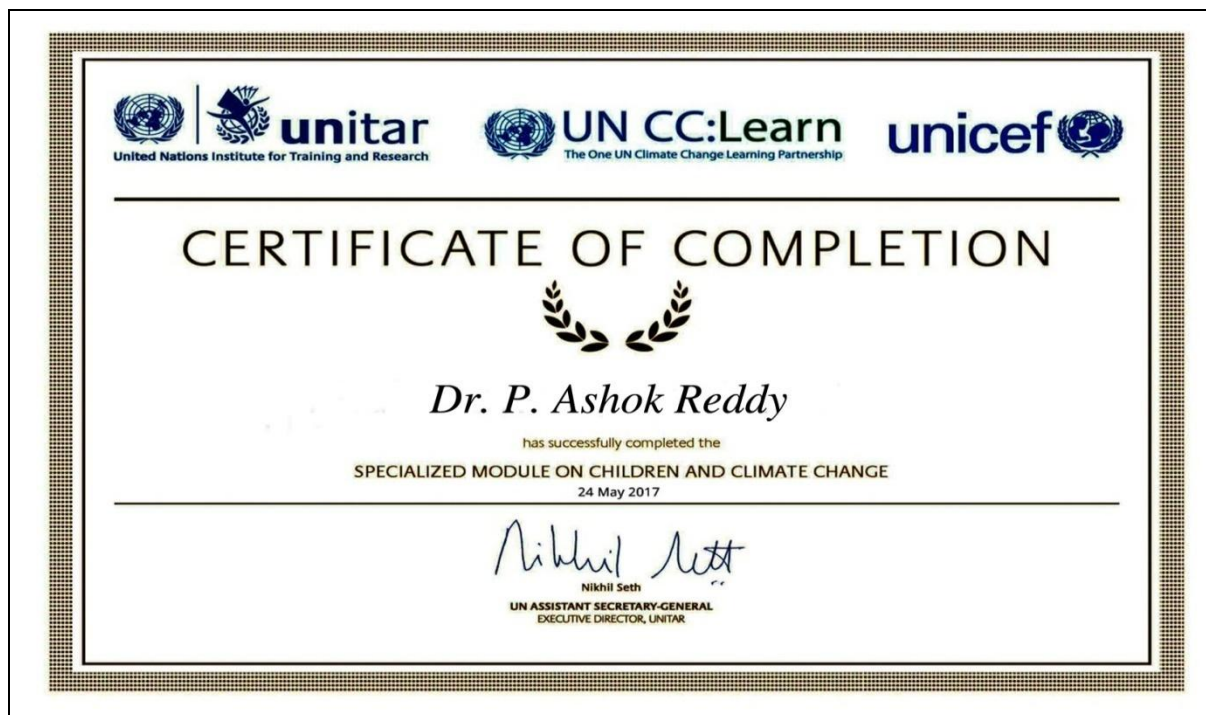 unitar
United Nations Institute for Training and Research
UN CC:Learn
The One UN Climate Change Learning Partnership
unicef
CERTIFICATE OF COMPLETION
Dr. P. Ashok Reddy
has successfully completed the
SPECIALIZED MODULE ON CHILDREN AND CLIMATE CHANGE
24 May 2017
Nikhil Seth
Nikhil Seth
UN ASSISTANT SECRETARY-GENERAL
EXECUTIVE DIRECTOR, UNITAR